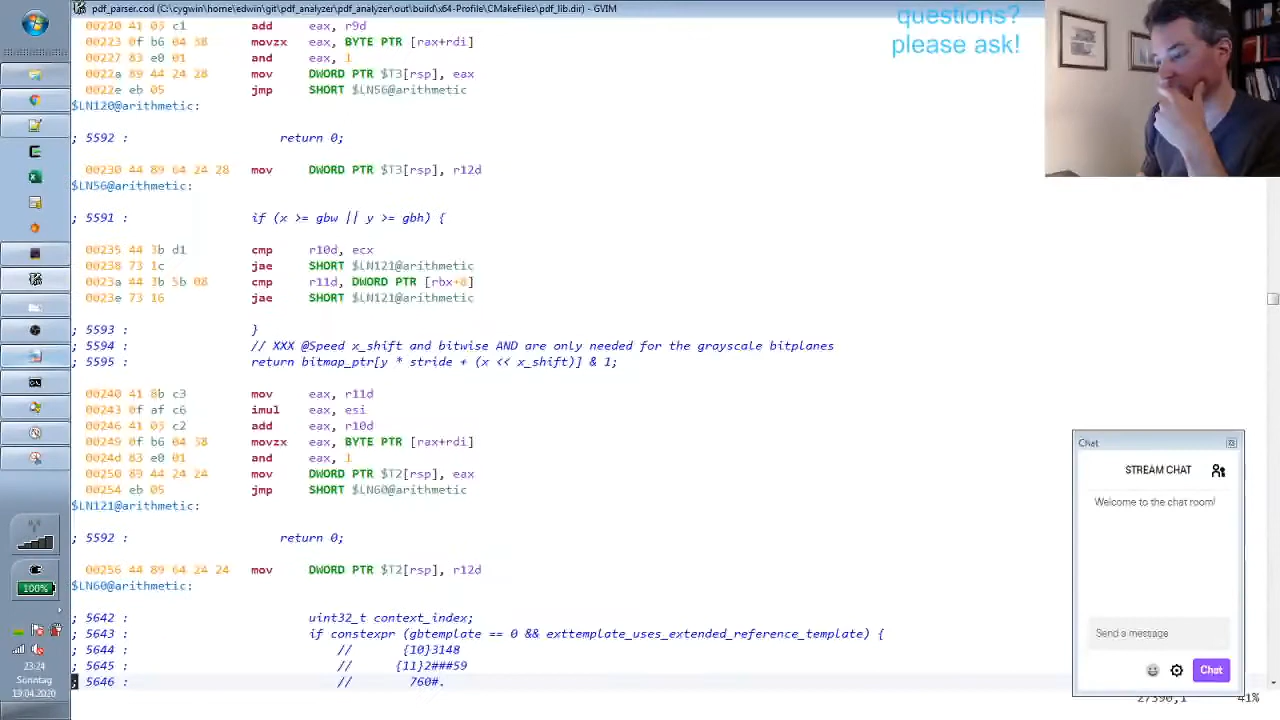 pdf_parser.cod (C:\cygwin\home\edwin\git\pdf_analyzer\pdf_analyzer\out\build\x64-Profile\CMakeFiles\pdf_lib.dir) - GVIM
00220 41 03 c1 add eax, r9d
00223 0f b6 04 38 movzx eax, BYTE PTR [rax+rdi]
00227 83 e0 01 and eax, 1
0022a 89 44 24 28 mov DWORD PTR $T3[rsp], eax
0022e eb 05 jmp SHORT $LN56@arithmetic
$LN120@arithmetic:
; 5592 : return 0;
00230 44 89 64 24 28 mov DWORD PTR $T3[rsp], r12d
$LN56@arithmetic:
; 5591 : if (x >= gbw || y >= gbh) {
00235 44 3b d1 cmp r10d, ecx
00238 73 1c jae SHORT $LN121@arithmetic
0023a 44 3b 5b 08 cmp r11d, DWORD PTR [rbx+8]
0023e 73 16 jae SHORT $LN121@arithmetic
; 5593 : }
; 5594 : // XXX @Speed x_shift and bitwise AND are only needed for the grayscale bitplanes
; 5595 : return bitmap_ptr[y * stride + (x << x_shift)] & 1;
00240 41 8b c3 mov eax, r11d
00243 0f af c6 imul eax, esi
00246 41 03 c2 add eax, r10d
00249 0f b6 04 38 movzx eax, BYTE PTR [rax+rdi]
0024d 83 e0 01 and eax, 1
00250 89 44 24 24 mov DWORD PTR $T2[rsp], eax
00254 eb 05 jmp SHORT $LN60@arithmetic
$LN121@arithmetic:
; 5592 : return 0;
00256 44 89 64 24 24 mov DWORD PTR $T2[rsp], r12d
$LN60@arithmetic:
; 5642 : uint32_t context_index;
; 5643 : if constexpr (gbtemplate == 0 && exttemplate_uses_extended_reference_template) {
; 5644 : // {10}3148
; 5645 : // {11}2###59
; 5646 : // 760#.
27390,1 41%
questions?
please ask!
Chat
STREAM CHAT
Welcome to the chat room!
Send a message
Chat
100%
23:24
Sonntag
19.04.2020